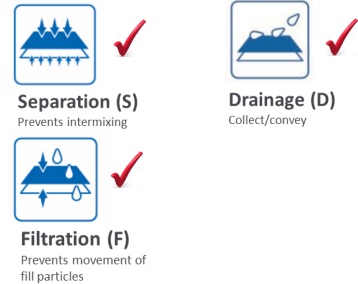 Separation (S)
Prevents intermixing
Drainage (D)
Collect/convey
Filtration (F)
Prevents movement of
fill particles